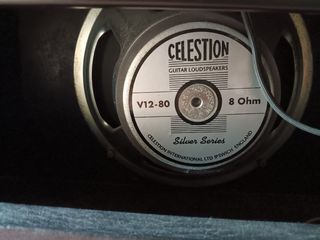 CELESTION
GUITAR LOUDSPEAKERS
V12-80 8 Ohm
Silver Series
CELESTION INTERNATIONAL LTD IPSWICH, ENGLAND